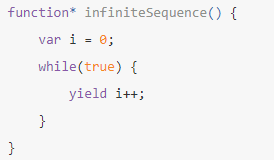 function* infiniteSequence() {
    var i = 0;
    while(true) {
        yield i++;
    }
}